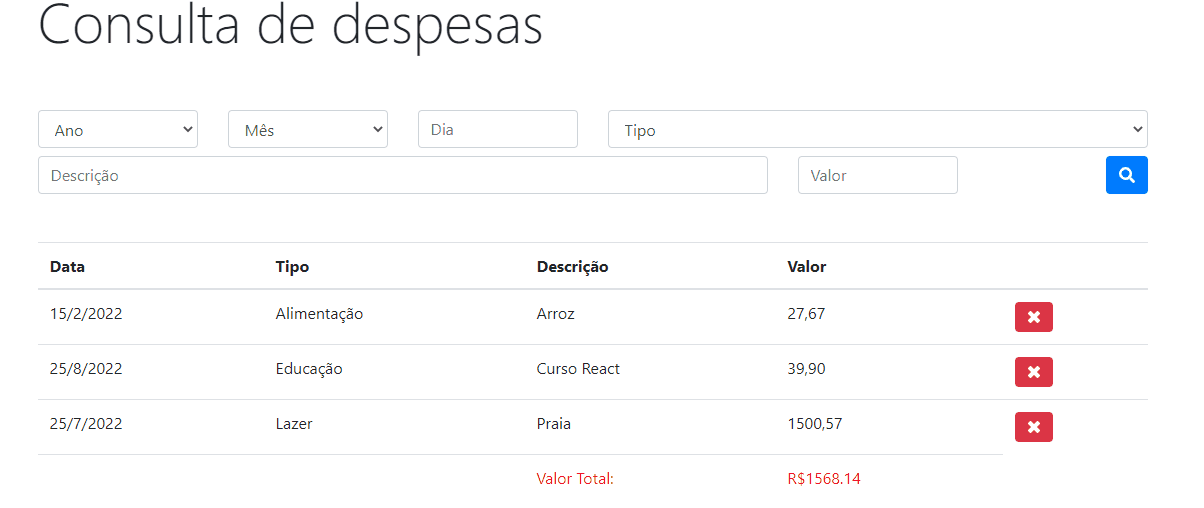 Consulta de despesas
Ano Mês Dia Tipo
Descrição Valor
Data Tipo Descrição Valor
15/2/2022 Alimentação Arroz 27,67
25/8/2022 Educação Curso React 39,90
25/7/2022 Lazer Praia 1500,57
Valor Total: R$1568.14